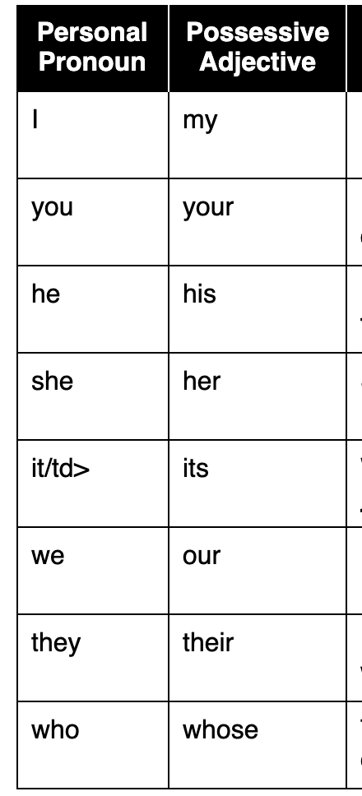 Personal Possessive
Pronoun Adjective
I my
you your
he his
she her
it/td> its
we our
they their
who whose